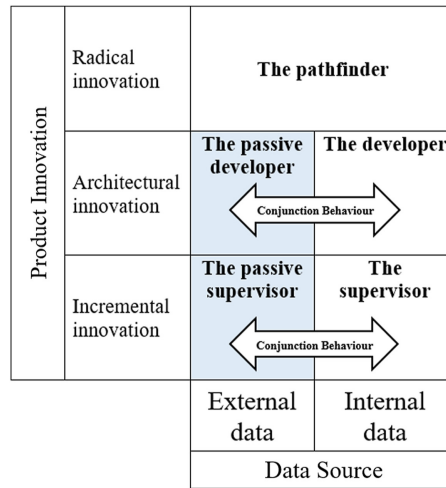 Product Innovation
Radical
innovation
The pathfinder
Architectural
innovation
The passive
developer
The developer
Conjunction Behaviour
Incremental
innovation
The passive
supervisor
The
supervisor
Conjunction Behaviour
External
data
Internal
data
Data Source